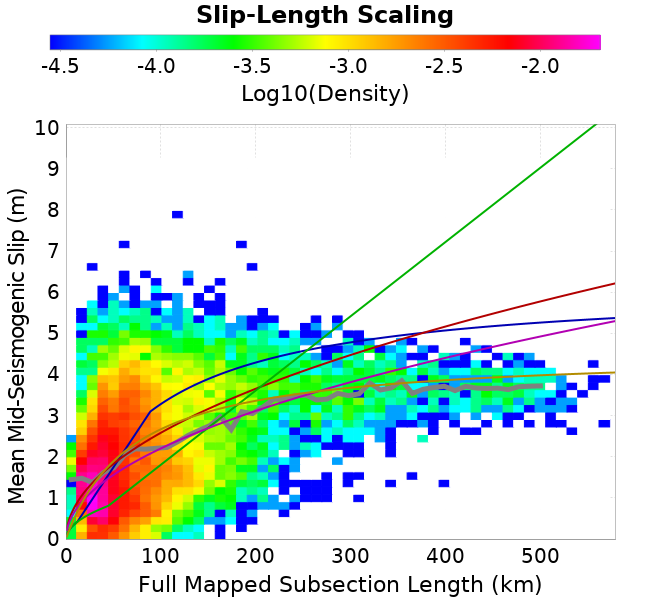 Slip-Length Scaling
-4.5 -4.0 -3.5 -3.0 -2.5 -2.0
Log10(Density)
10
9
8
7
6
5
4
3
2
1
0
Mean Mid-Seismogenic Slip (m)
0 100 200 300 400 500
Full Mapped Subsection Length (km)